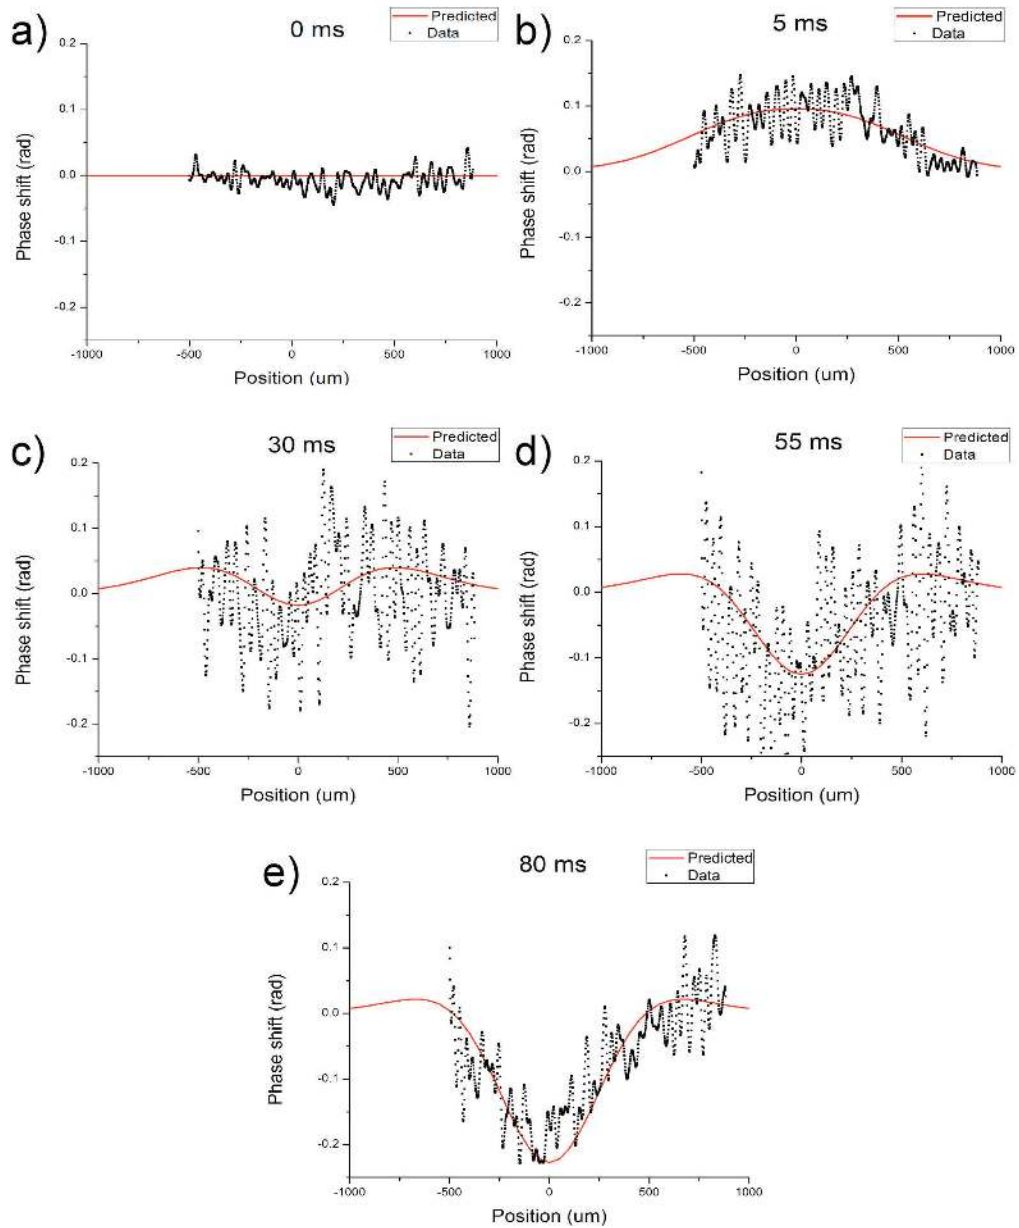 a)
0 ms
Predicted
Data
0.2
0.1
0.0
-0.1
-0.2
Phase shift (rad)
-1000
-500
0
500
1000
Position (um)
b)
5 ms
Predicted
Data
0.2
0.1
0.0
-0.1
-0.2
Phase shift (rad)
-1000
-500
0
500
1000
Position (um)
c)
30 ms
Predicted
Data
0.2
0.1
0.0
-0.1
-0.2
Phase shift (rad)
-1000
-500
0
500
1000
Position (um)
d)
55 ms
Predicted
Data
0.2
0.1
0.0
-0.1
-0.2
Phase shift (rad)
-1000
-500
0
500
1000
Position (um)
e)
80 ms
Predicted
Data
0.2
0.1
0.0
-0.1
-0.2
Phase shift (rad)
-1000
-500
0
500
1000
Position (um)